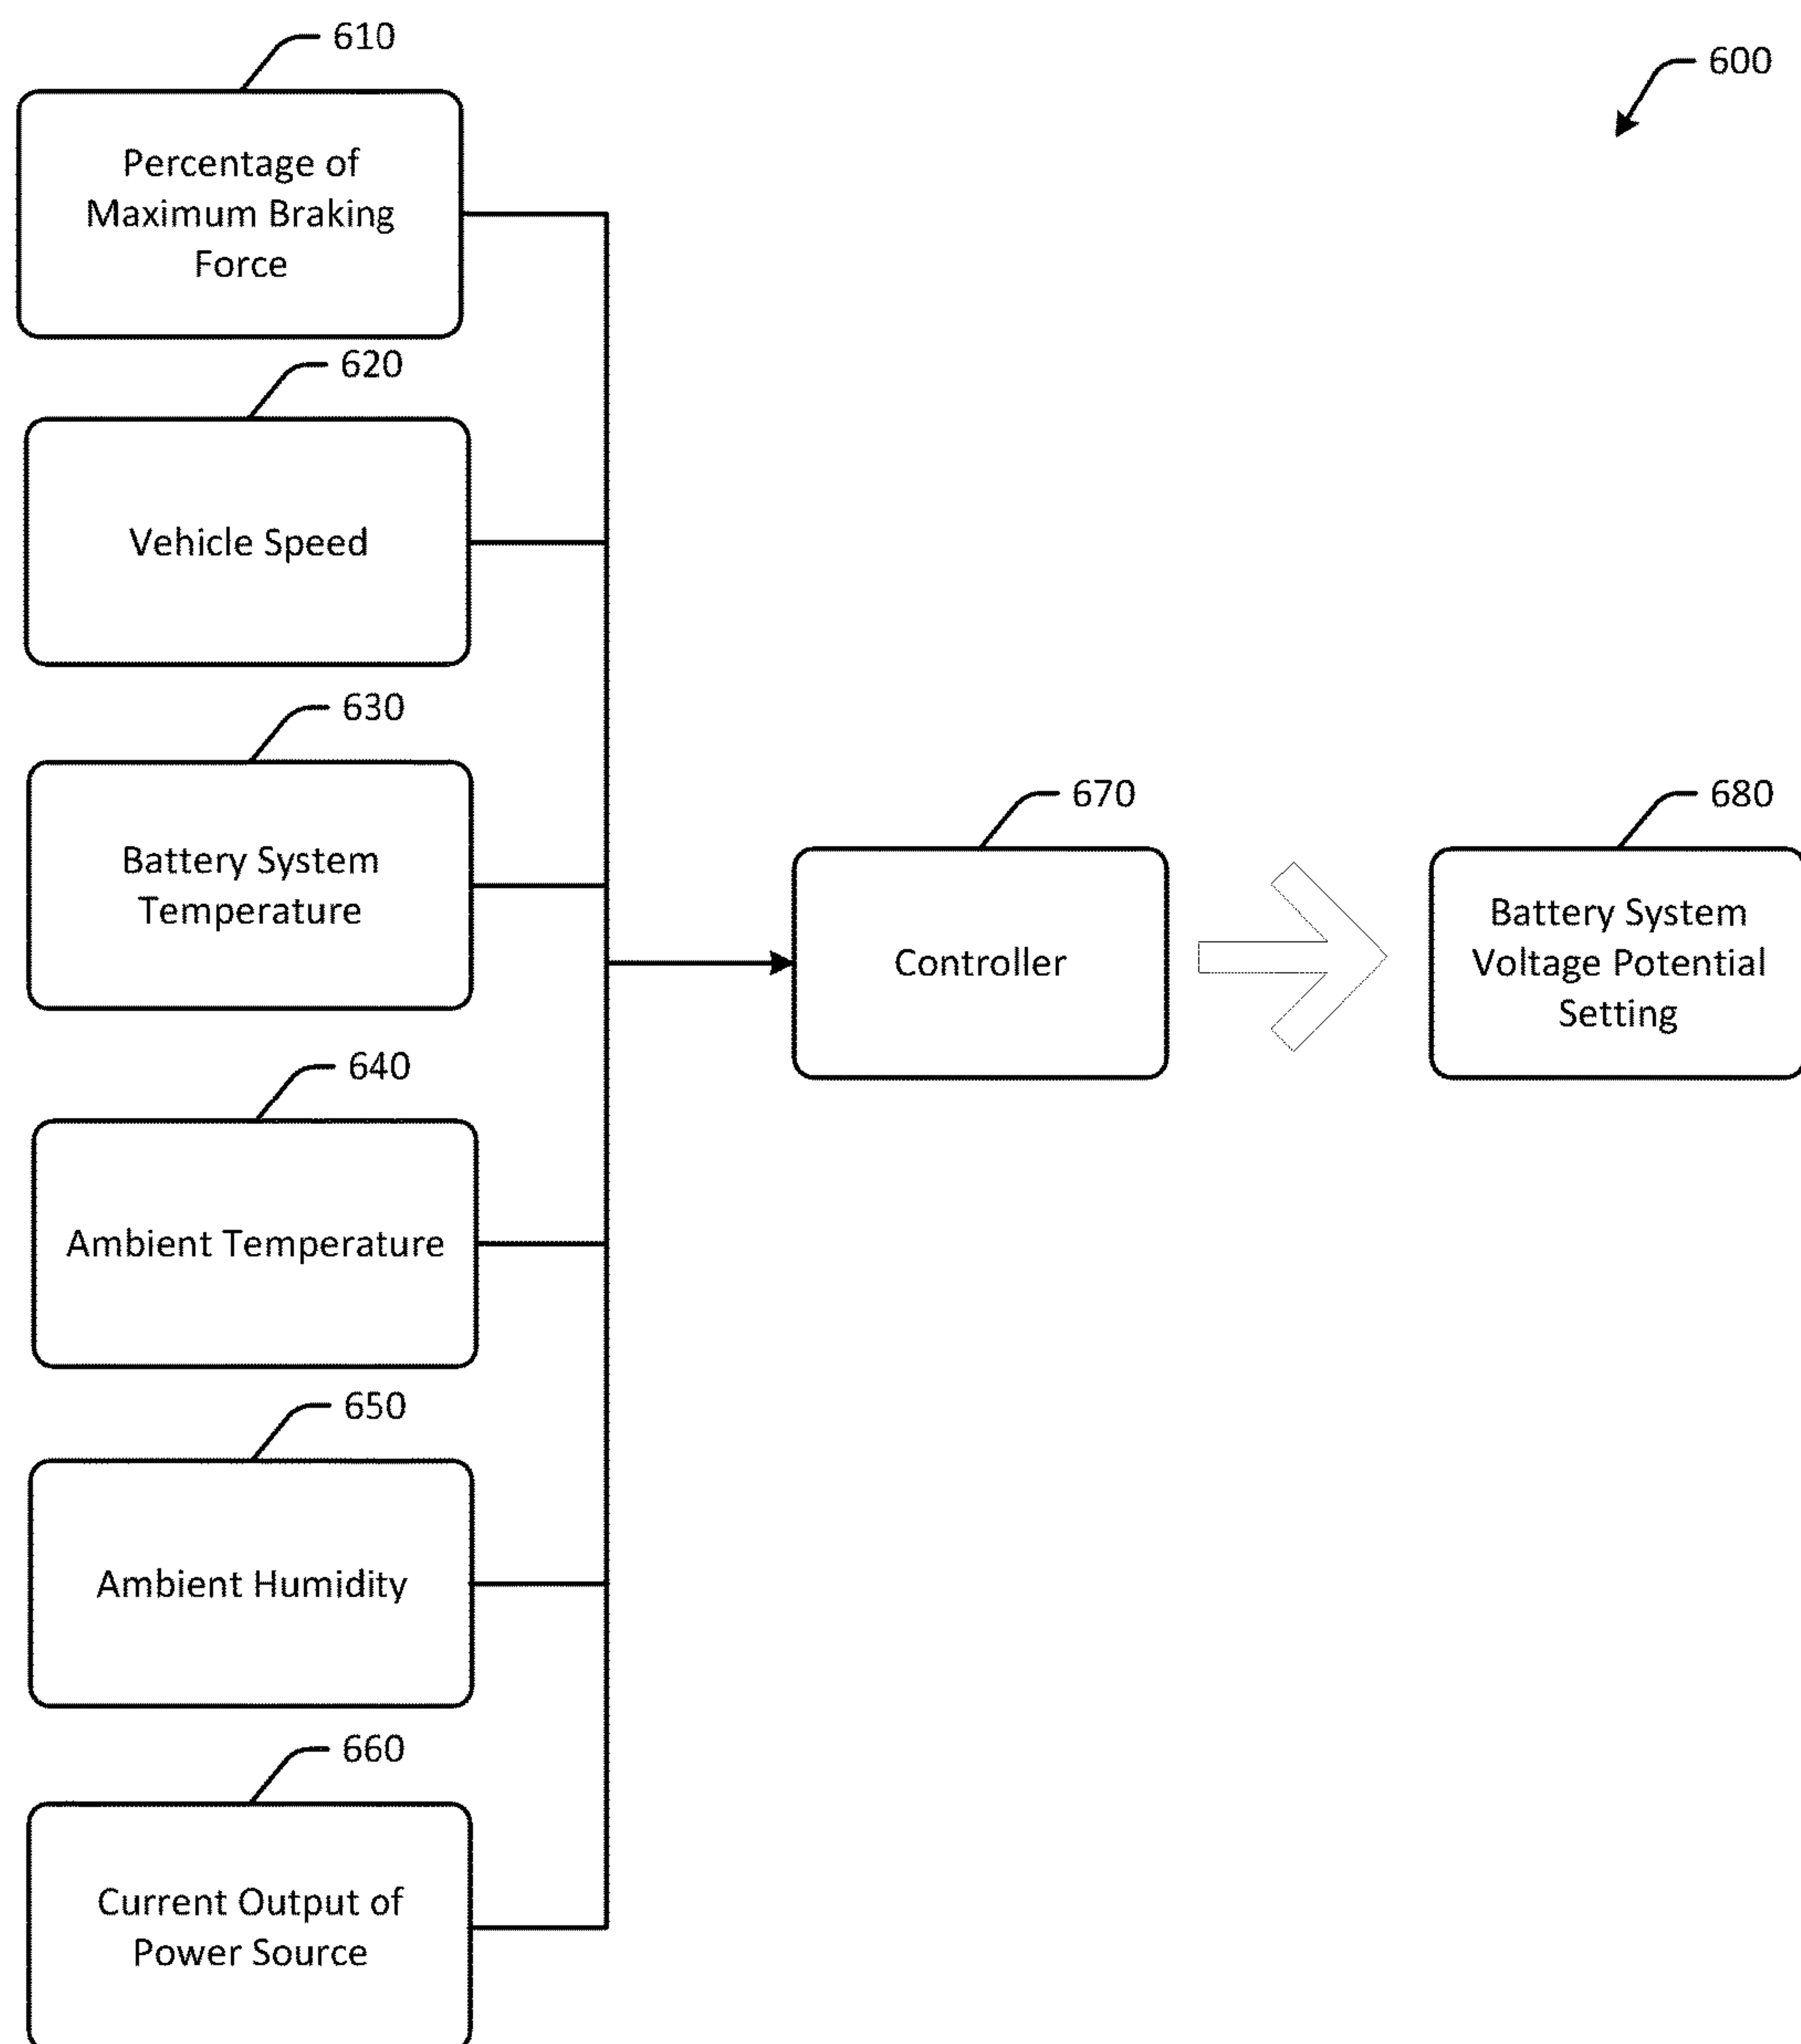 610
600
Percentage of
Maximum Braking
Force
620
Vehicle Speed
630
Battery System
Temperature
670
680
Controller
Battery System
Voltage Potential
Setting
640
Ambient Temperature
650
Ambient Humidity
660
Current Output of
Power Source